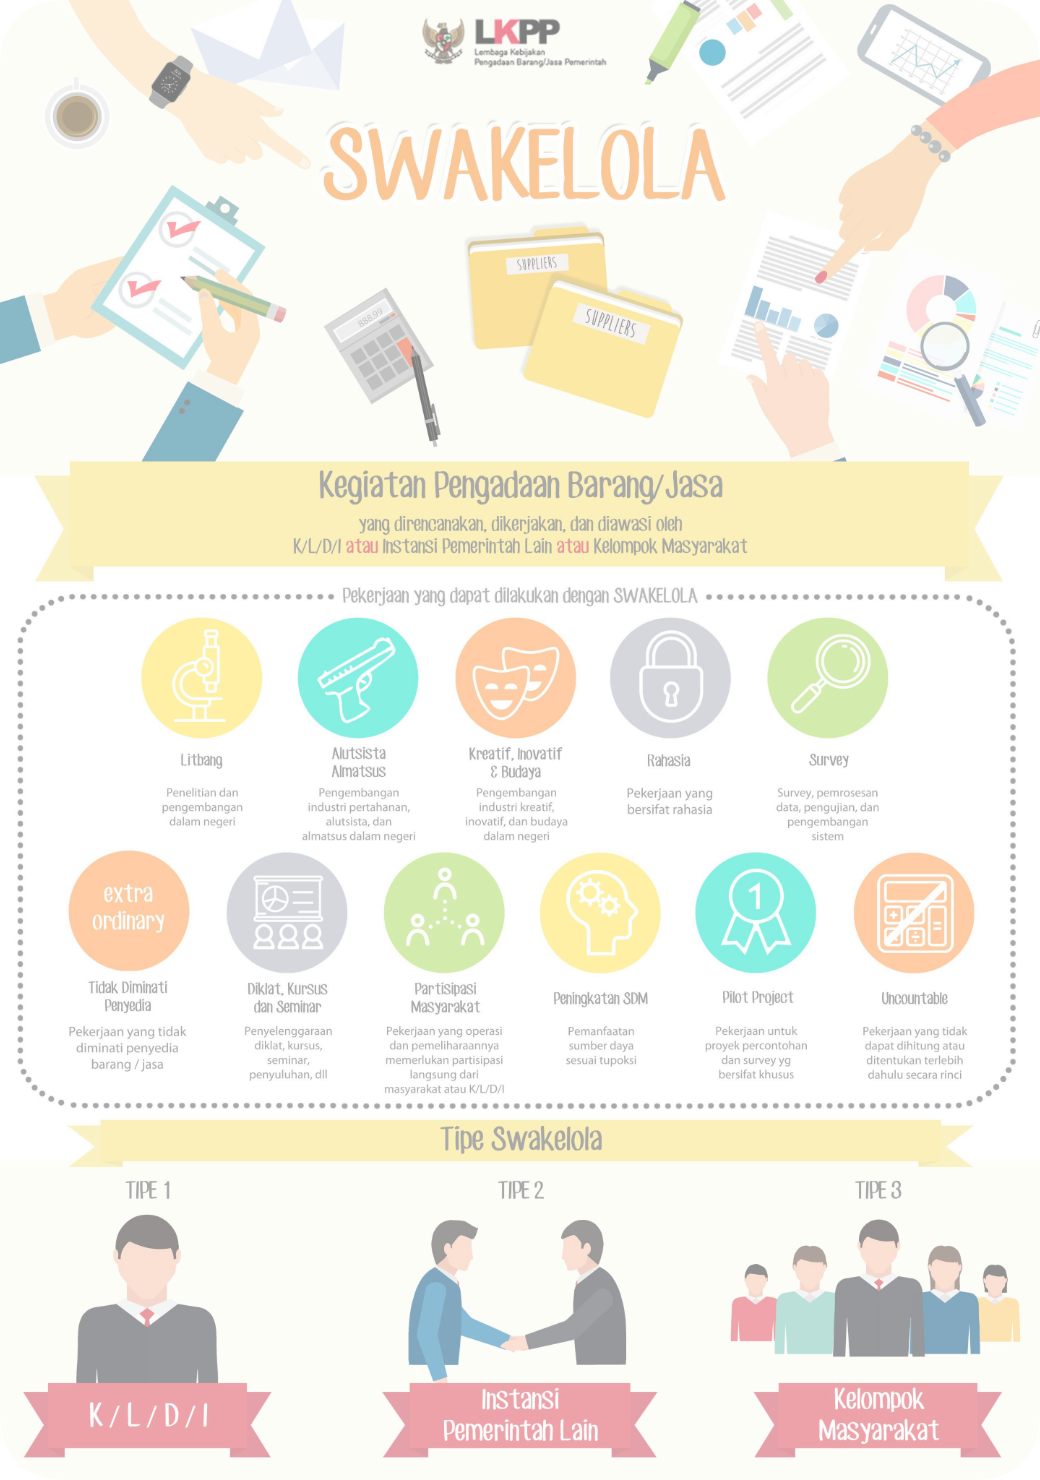 LKPP
Lembaga Kebijakan
Pengadaan Barang/Jasa Pemerintah
SWAKELOLA
SUPPLIERS
SUPPLIERS
888.99
Kegiatan Pengadaan Barang/Jasa
yang direncanakan, dikerjakan, dan diawasi oleh
K/L/D/I atau Instansi Pemerintah Lain atau Kelompok Masyarakat
Pekerjaan yang dapat dilakukan dengan SWAKELOLA
Litbang
Penelitian dan
pengembangan
dalam negeri
Alutsista
Almatsus
Pengembangan
industri pertahanan,
alutsista, dan
almatsus dalam negeri
Kreatif, Inovatif
& Budaya
Pengembangan
industri kreatif,
inovatif, dan budaya
dalam negeri
Rahasia
Pekerjaan yang
bersifat rahasia
Survey
Survey, pemrosesan
data, pengujian, dan
pengembangan
sistem
extra
ordinary
Tidak Diminati
Penyedia
Pekerjaan yang tidak
diminati penyedia
barang / jasa
Diklat, Kursus
dan Seminar
Penyelenggaraan
diklat, kursus,
seminar,
penyuluhan, dll
Partisipasi
Masyarakat
Pekerjaan yang operasi
dan pemeliharaannya
memerlukan partisipasi
langsung dari
masyarakat atau K/L/D/I
Peningkatan SDM
Pemanfaatan
sumber daya
sesuai tupoksi
1
Pilot Project
Pekerjaan untuk
proyek percontohan
dan survey yg
bersifat khusus
Uncountable
Pekerjaan yang tidak
dapat dihitung atau
ditentukan terlebih
dahulu secara rinci
Tipe Swakelola
TIPE 1
K / L / D / I
TIPE 2
Instansi
Pemerintah Lain
TIPE 3
Kelompok
Masyarakat